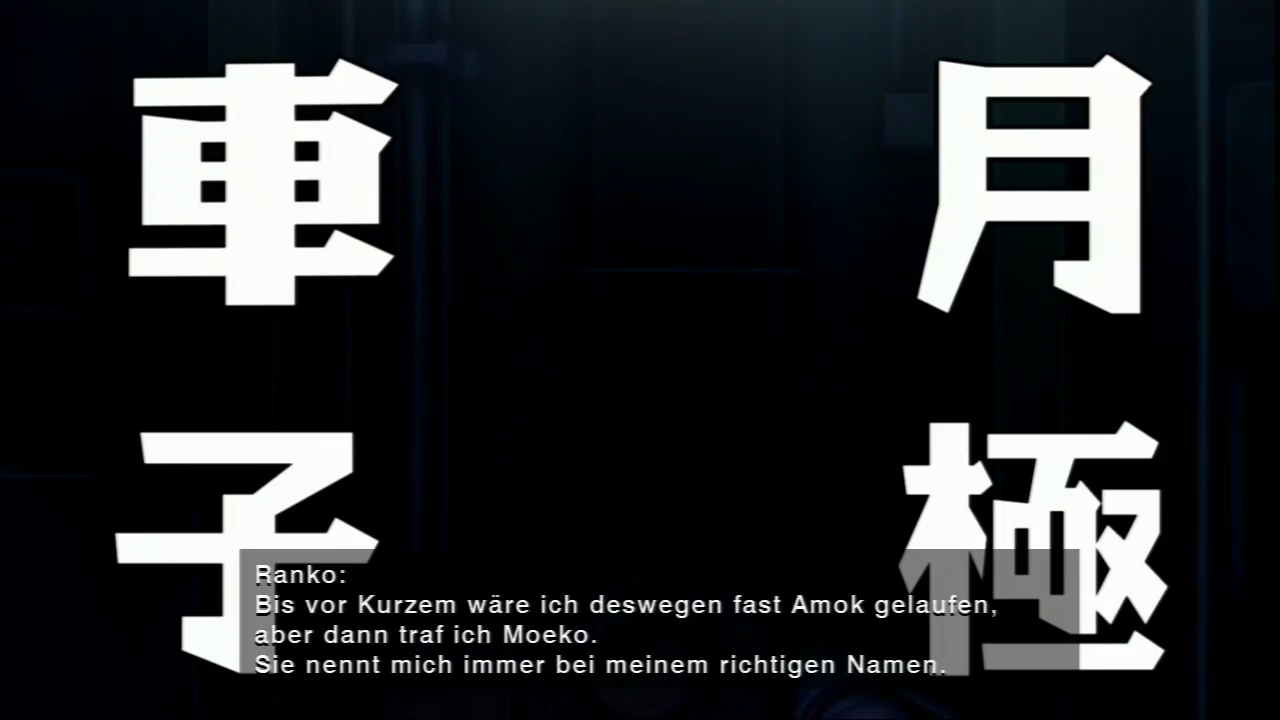 月極
車子
Ranko:
Bis vor Kurzem wäre ich deswegen fast Amok gelaufen,
aber dann traf ich Moeko.
Sie nennt mich immer bei meinem richtigen Namen.